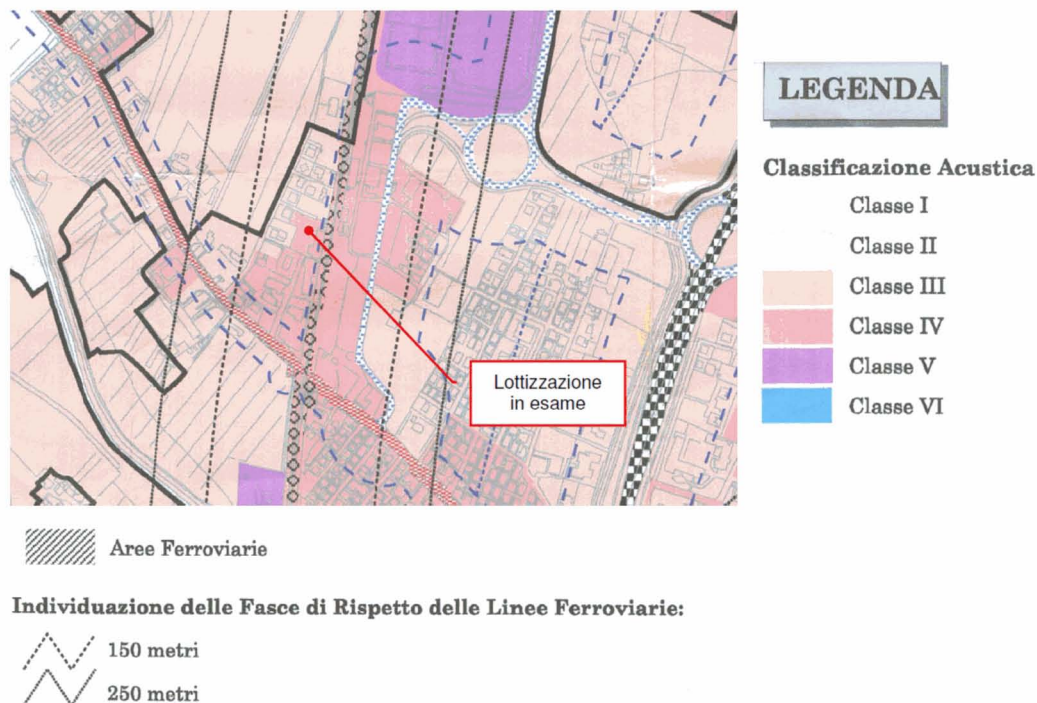 LEGENDA
Classificazione Acustica
Classe I
Classe II
Classe III
Classe IV
Classe V
Classe VI
Lottizzazione
in esame
Aree Ferroviarie
Individuazione delle Fasce di Rispetto delle Linee Ferroviarie:
150 metri
250 metri